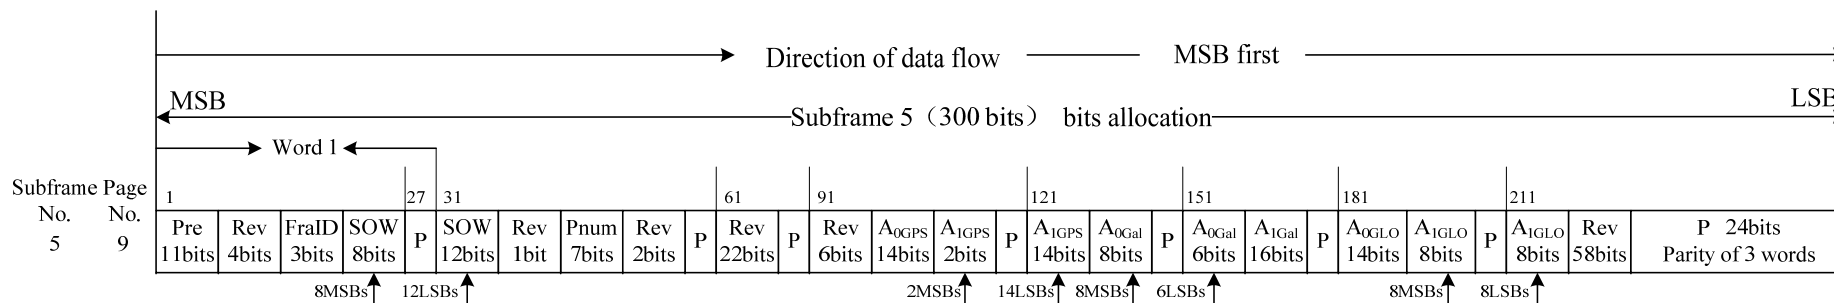 Direction of data flow MSB first
MSB LSB
Subframe 5（300 bits） bits allocation
Word 1
Subframe Page
No. No.
5 9
1 27 31 61 91 121 151 181 211
Pre Rev FraID SOW P SOW Rev Pnum Rev P Rev P Rev A0GPS A1GPS P A1GPS A0Gal P A0Gal A1Gal P A0GLO A1GLO P A1GLO Rev P 24bits
11bits 4bits 3bits 8bits 12bits 1bit 7bits 2bits 22bits 6bits 14bits 2bits 14bits 8bits 6bits 16bits 14bits 8bits 8bits 58bits Parity of 3 words
8MSBs 12LSBs 2MSBs 14LSBs 8MSBs 6LSBs 8MSBs 8LSBs